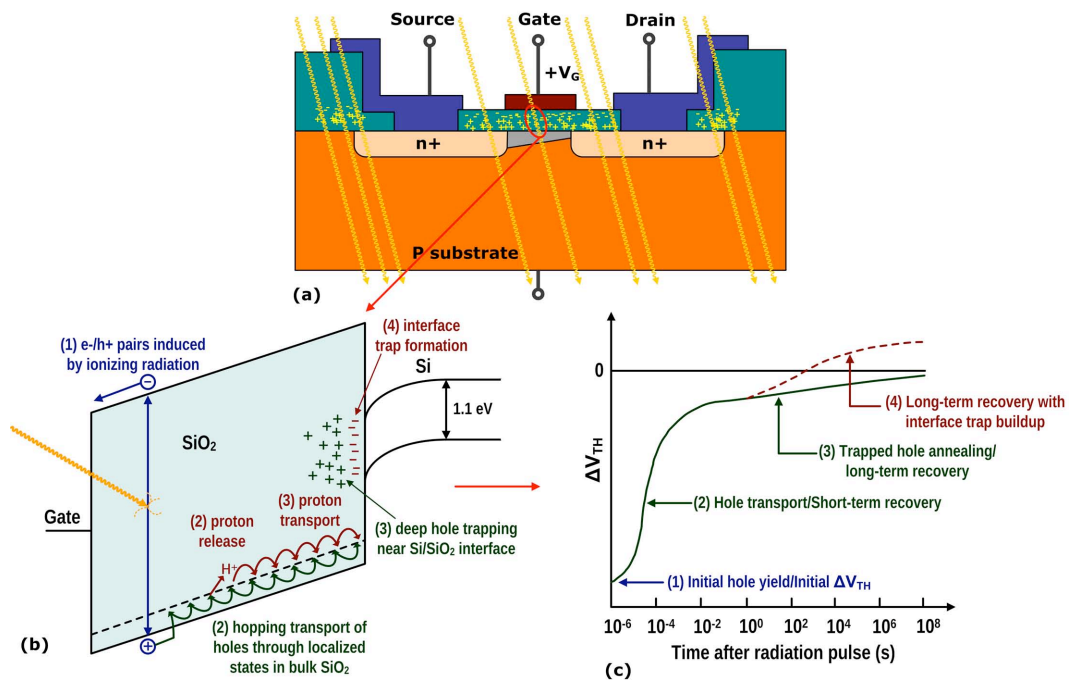 Source
Gate
Drain
+V_G
n+
n+
P substrate
(a)
(1) e-/h+ pairs induced
by ionizing radiation
−
SiO₂
Gate
(2) proton
release
H⁺
(3) proton
transport
+
(2) hopping transport of
holes through localized
states in bulk SiO₂
(4) interface
trap formation
Si
1.1 eV
(3) deep hole trapping
near Si/SiO₂ interface
(b)
0
ΔV_TH
(4) Long-term recovery with
interface trap buildup
(3) Trapped hole annealing/
long-term recovery
(2) Hole transport/Short-term recovery
(1) Initial hole yield/Initial ΔV_TH
10⁻⁶ 10⁻⁴ 10⁻² 10⁰ 10² 10⁴ 10⁶ 10⁸
Time after radiation pulse (s)
(c)